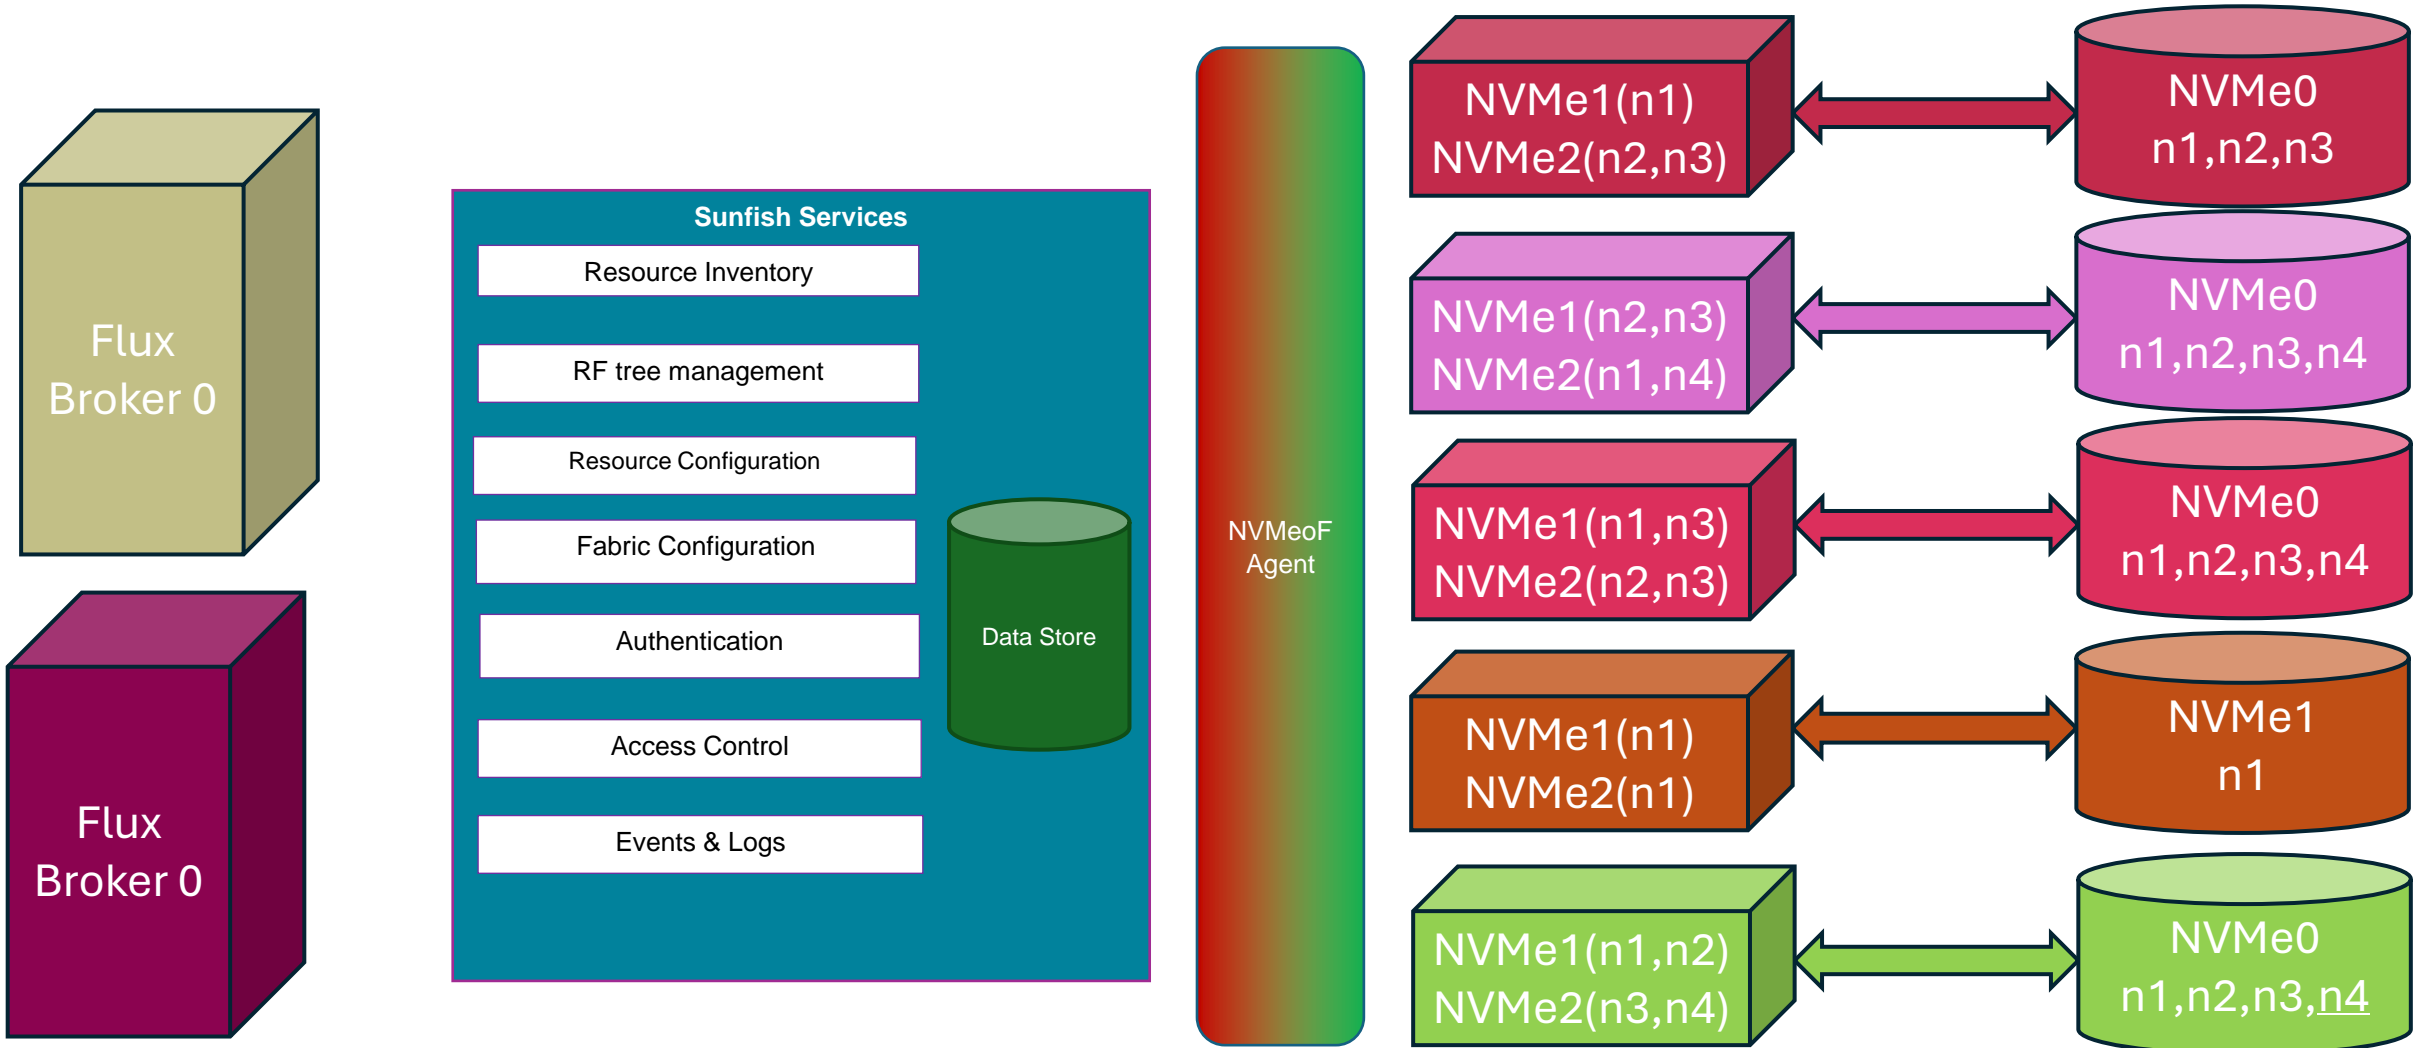 Flux
Broker 0
Flux
Broker 0
Sunfish Services
Resource Inventory
RF tree management
Resource Configuration
Fabric Configuration
Authentication
Access Control
Events & Logs
Data Store
NVMeoF
Agent
NVMe1(n1)
NVMe2(n2,n3)
NVMe0
n1,n2,n3
NVMe1(n2,n3)
NVMe2(n1,n4)
NVMe0
n1,n2,n3,n4
NVMe1(n1,n3)
NVMe2(n2,n3)
NVMe0
n1,n2,n3,n4
NVMe1(n1)
NVMe2(n1)
NVMe1
n1
NVMe1(n1,n2)
NVMe2(n3,n4)
NVMe0
n1,n2,n3,n4